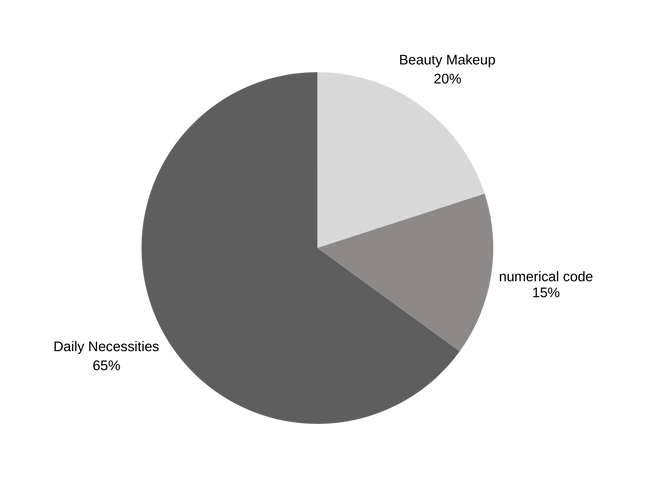 Beauty Makeup
20%
numerical code
15%
Daily Necessities
65%